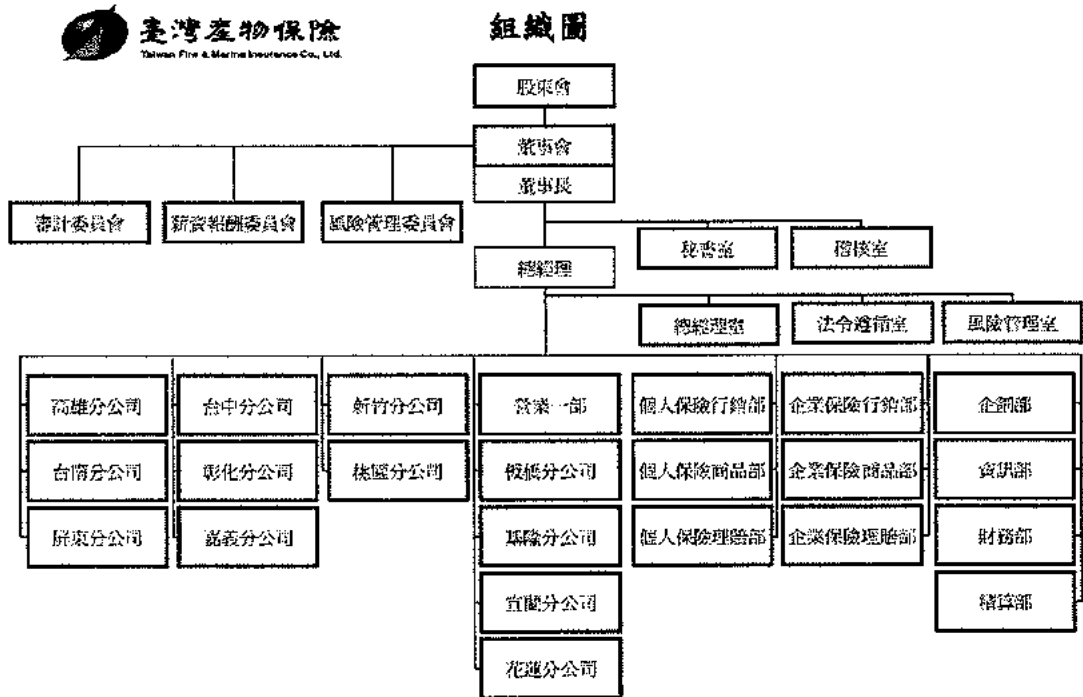 臺灣產物保險
Taiwan Fire & Marine Insurance Co., Ltd.
組織圖
股東會
董事會
董事長
審計委員會
薪資報酬委員會
風險管理委員會
秘書室
稽核室
總經理
總經理室
法令遵循室
風險管理室
高雄分公司
台中分公司
新竹分公司
營業一部
個人保險行銷部
企業保險行銷部
企劃部
台南分公司
彰化分公司
桃園分公司
板橋分公司
個人保險商品部
企業保險商品部
資訊部
屏東分公司
嘉義分公司
基隆分公司
個人保險理賠部
企業保險理賠部
財務部
宜蘭分公司
精算部
花蓮分公司